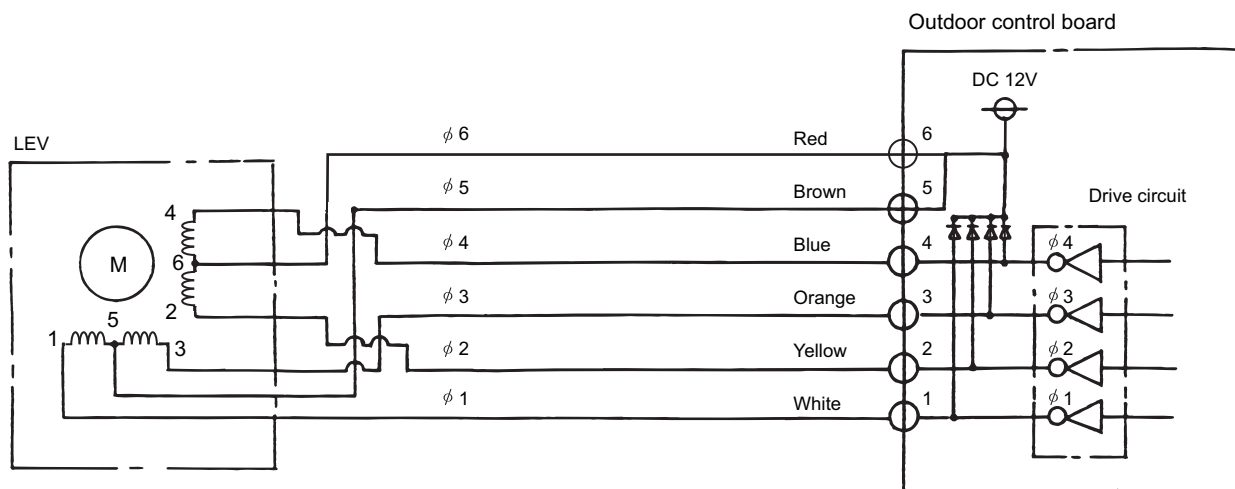 Outdoor control board
DC 12V
LEV
ϕ 6 Red 6
ϕ 5 Brown 5
Drive circuit
4
ϕ 4 Blue 4 ϕ 4
M 6
ϕ 3 Orange 3 ϕ 3
2
1 5 3
ϕ 2 Yellow 2 ϕ 2
ϕ 1 White 1 ϕ 1